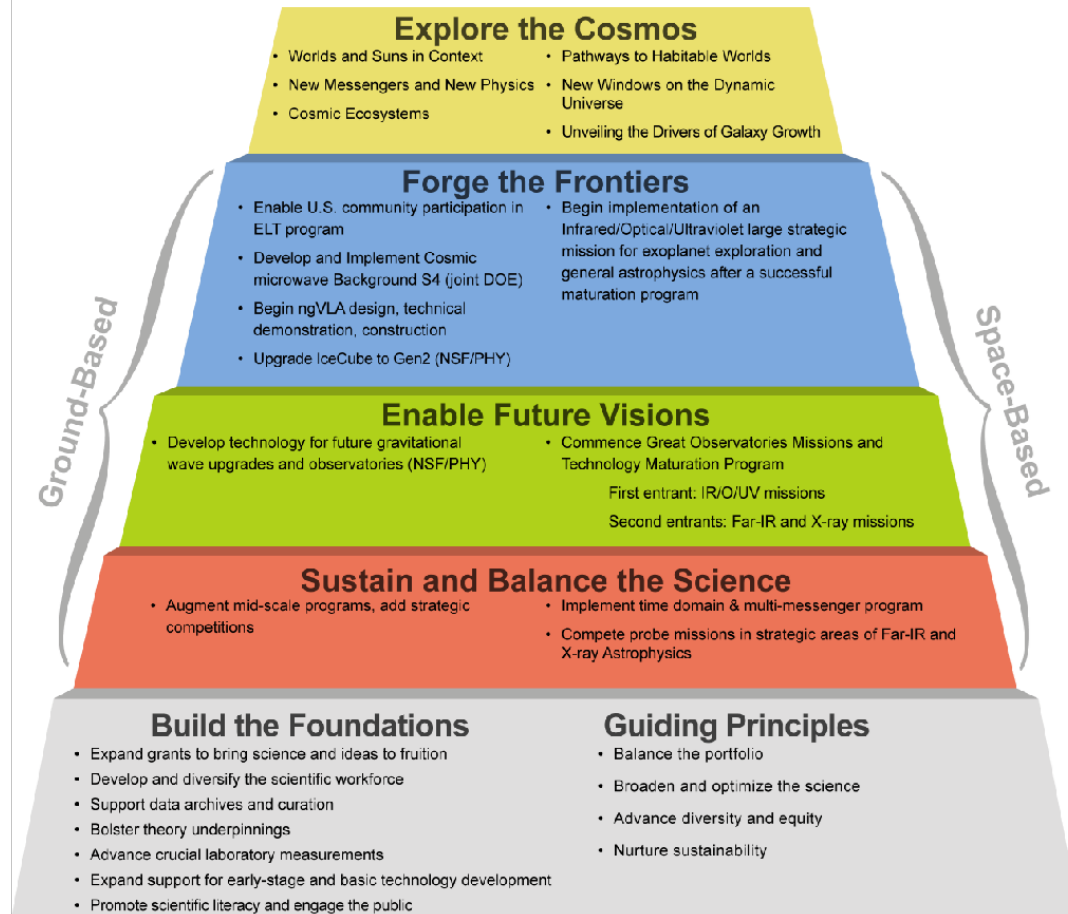 Explore the Cosmos
• Worlds and Suns in Context
• New Messengers and New Physics
• Cosmic Ecosystems
• Pathways to Habitable Worlds
• New Windows on the Dynamic
Universe
• Unveiling the Drivers of Galaxy Growth
Ground-Based
Forge the Frontiers
• Enable U.S. community participation in
ELT program
• Develop and Implement Cosmic
microwave Background S4 (joint DOE)
• Begin ngVLA design, technical
demonstration, construction
• Upgrade IceCube to Gen2 (NSF/PHY)
• Begin implementation of an
Infrared/Optical/Ultraviolet large strategic
mission for exoplanet exploration and
general astrophysics after a successful
maturation program
Space-Based
Enable Future Visions
• Develop technology for future gravitational
wave upgrades and observatories (NSF/PHY)
• Commence Great Observatories Missions and
Technology Maturation Program
First entrant: IR/O/UV missions
Second entrants: Far-IR and X-ray missions
Sustain and Balance the Science
• Augment mid-scale programs, add strategic
competitions
• Implement time domain & multi-messenger program
• Compete probe missions in strategic areas of Far-IR and
X-ray Astrophysics
Build the Foundations
• Expand grants to bring science and ideas to fruition
• Develop and diversify the scientific workforce
• Support data archives and curation
• Bolster theory underpinnings
• Advance crucial laboratory measurements
• Expand support for early-stage and basic technology development
• Promote scientific literacy and engage the public
Guiding Principles
• Balance the portfolio
• Broaden and optimize the science
• Advance diversity and equity
• Nurture sustainability